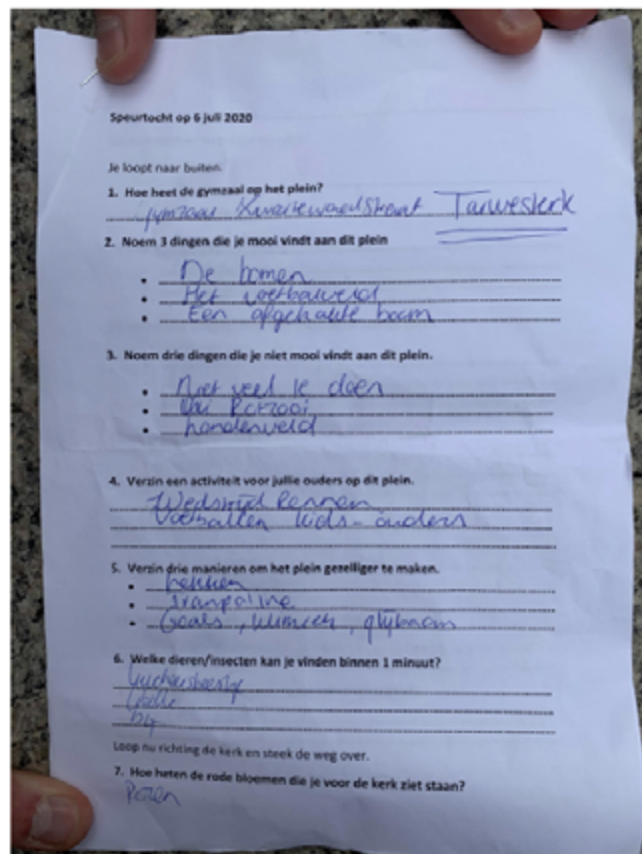 Speurtocht op 6 juli 2020
Je loopt naar buiten.
1. Hoe heet de gymzaal op het plein?
gymzaal Zwartewaalstraat Tarwekerk
2. Noem 3 dingen die je mooi vindt aan dit plein
• De bomen
• Het voetbalveld
• Een afgehakte boom
3. Noem drie dingen die je niet mooi vindt aan dit plein.
• Niet veel te doen
•
• hondenveld
4. Verzin een activiteit voor jullie ouders op dit plein.
Wedstrijd Rennen
Voetballen kids - ouders
5. Verzin drie manieren om het plein gezelliger te maken.
• hekken
• Trampoline
• Goals, klimrek, glijbaan
6. Welke dieren/insecten kan je vinden binnen 1 minuut?
bij
Loop nu richting de kerk en steek de weg over.
7. Hoe heten de rode bloemen die je voor de kerk ziet staan?
Rozen